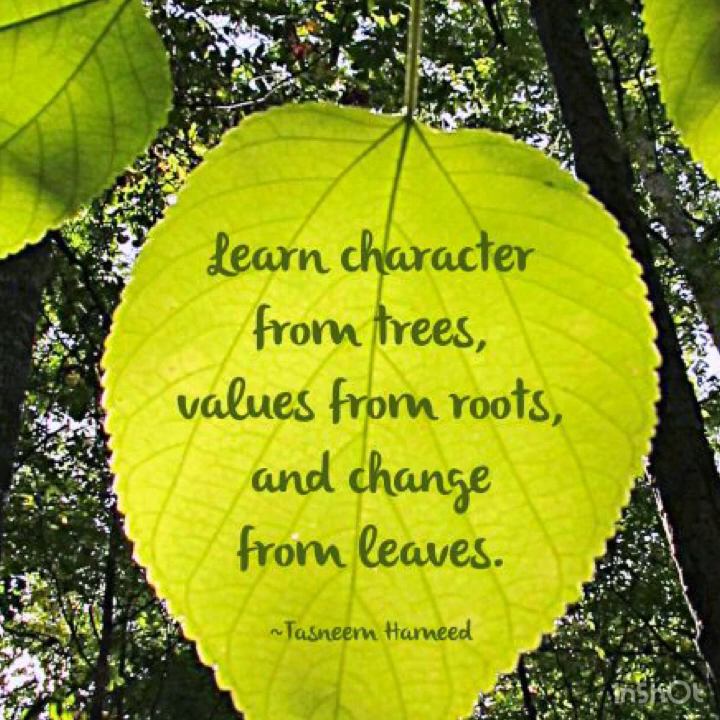 Learn character
from trees,
values from roots,
and change
from leaves.
~Tasneem Hameed
InShOt